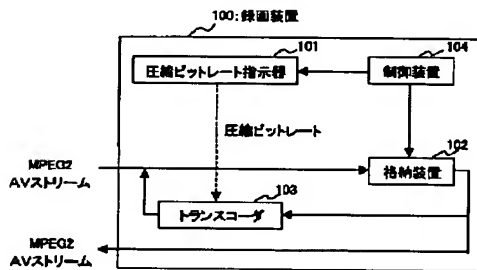 100:録画装置
101
圧縮ビットレート指示器
104
制御装置
圧縮ビットレート
102
格納装置
MPEG2
AVストリーム
103
トランスコーダ
MPEG2
AVストリーム